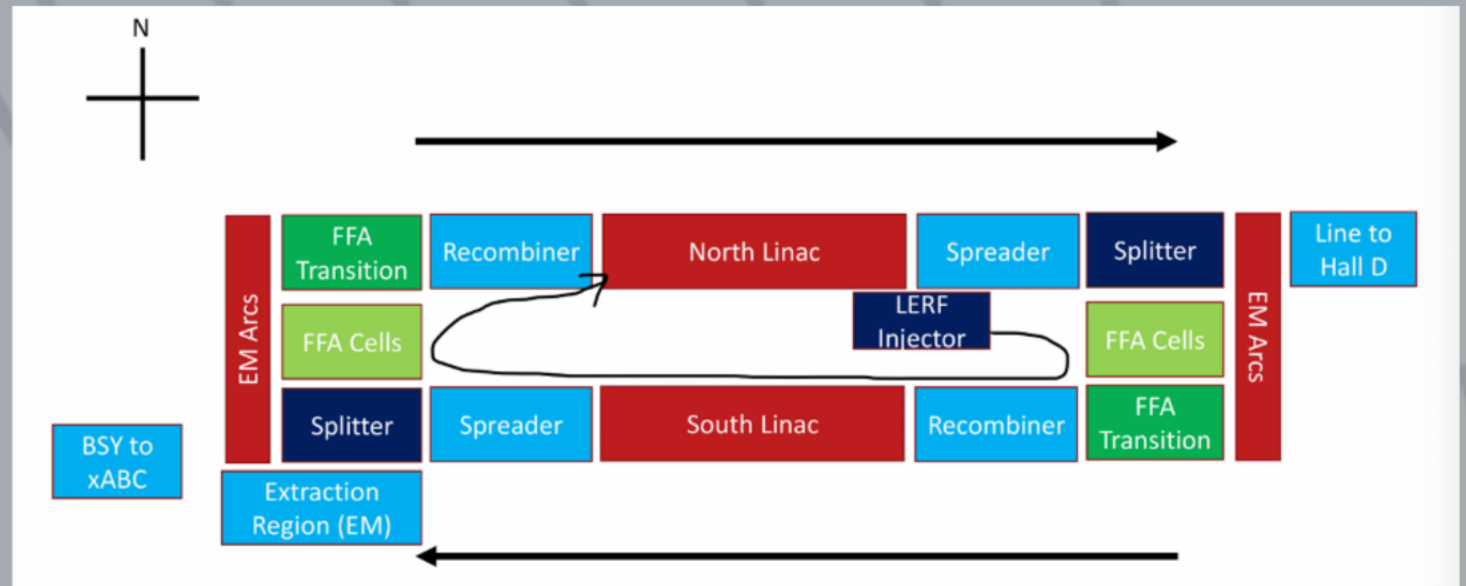 N
FFA
Transition
Recombiner
North Linac
Spreader
Splitter
Line to
Hall D
EM Arcs
FFA Cells
LERF
Injector
FFA Cells
EM Arcs
Splitter
Spreader
South Linac
Recombiner
FFA
Transition
BSY to
xABC
Extraction
Region (EM)